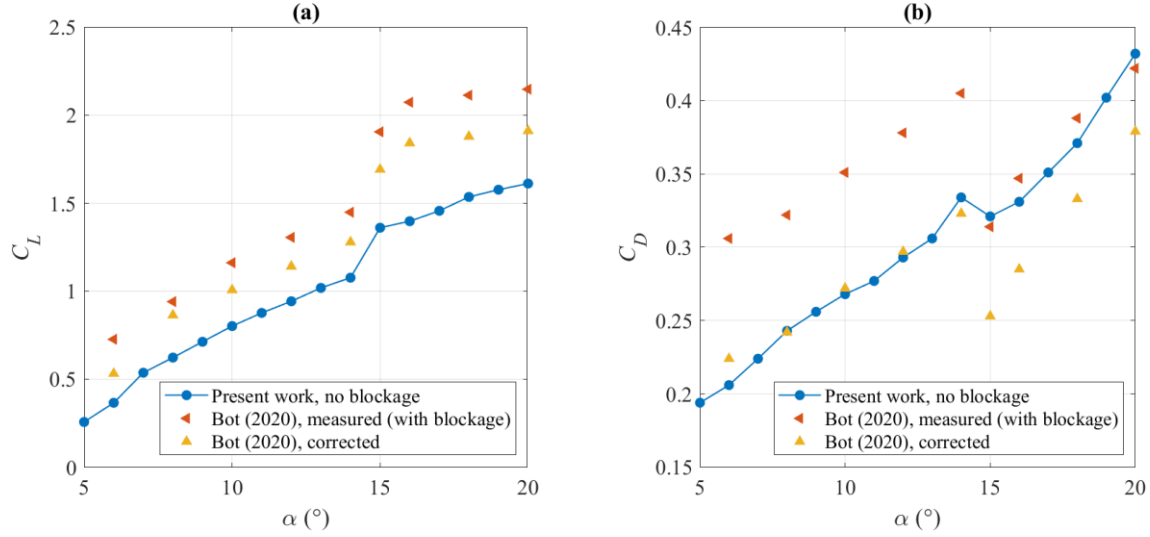 (a)
2.5
2
1.5
1
0.5
0
C_L
5
10
15
20
α (°)
Present work, no blockage
Bot (2020), measured (with blockage)
Bot (2020), corrected
(b)
0.45
0.4
0.35
0.3
0.25
0.2
0.15
C_D
5
10
15
20
α (°)
Present work, no blockage
Bot (2020), measured (with blockage)
Bot (2020), corrected